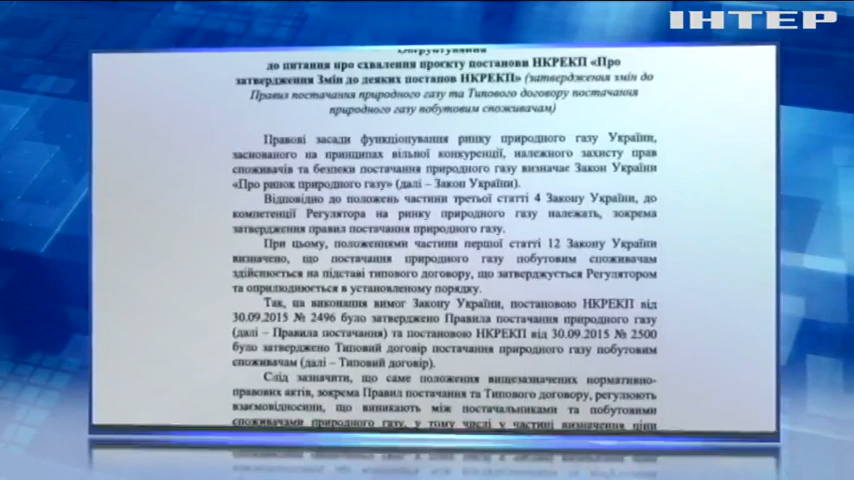 ІНТЕР
Обґрунтування
до питання про схвалення проєкту постанови НКРЕКП «Про
затвердження Змін до деяких постанов НКРЕКП» (затвердження змін до
Правил постачання природного газу та Типового договору постачання
природного газу побутовим споживачам)
Правові засади функціонування ринку природного газу України,
заснованого на принципах вільної конкуренції, належного захисту прав
споживачів та безпеки постачання природного газу визначає Закон України
«Про ринок природного газу» (далі – Закон України).
Відповідно до положень частини третьої статті 4 Закону України, до
компетенції Регулятора на ринку природного газу належать, зокрема
затвердження правил постачання природного газу.
При цьому, положеннями частини першої статті 12 Закону України
визначено, що постачання природного газу побутовим споживачам
здійснюється на підставі типового договору, що затверджується Регулятором
та оприлюднюється в установленому порядку.
Так, на виконання вимог Закону України, постановою НКРЕКП від
30.09.2015 № 2496 було затверджено Правила постачання природного газу
(далі – Правила постачання) та постановою НКРЕКП від 30.09.2015 № 2500
було затверджено Типовий договір постачання природного газу побутовим
споживачам (далі – Типовий договір).
Слід зазначити, що саме положення вищезазначених нормативно-
правових актів, зокрема Правил постачання та Типового договору, регулюють
взаємовідносини, що виникають між постачальниками та побутовими
споживачами природного газу, у тому числі у частині визначення ціни